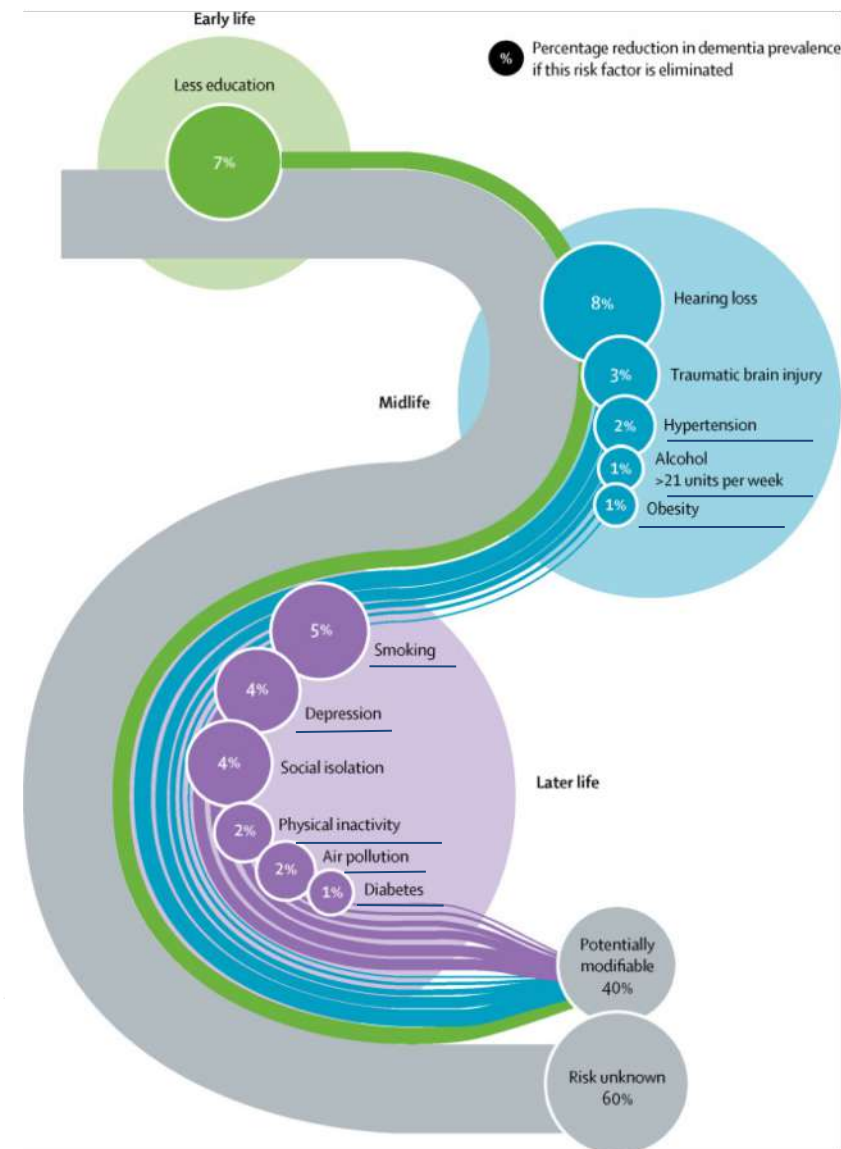 Early life
% Percentage reduction in dementia prevalence
if this risk factor is eliminated
Less education
7%
8% Hearing loss
3% Traumatic brain injury
Midlife
2% Hypertension
1% Alcohol
>21 units per week
1% Obesity
5% Smoking
4% Depression
4% Social isolation
Later life
2% Physical inactivity
2% Air pollution
1% Diabetes
Potentially
modifiable
40%
Risk unknown
60%